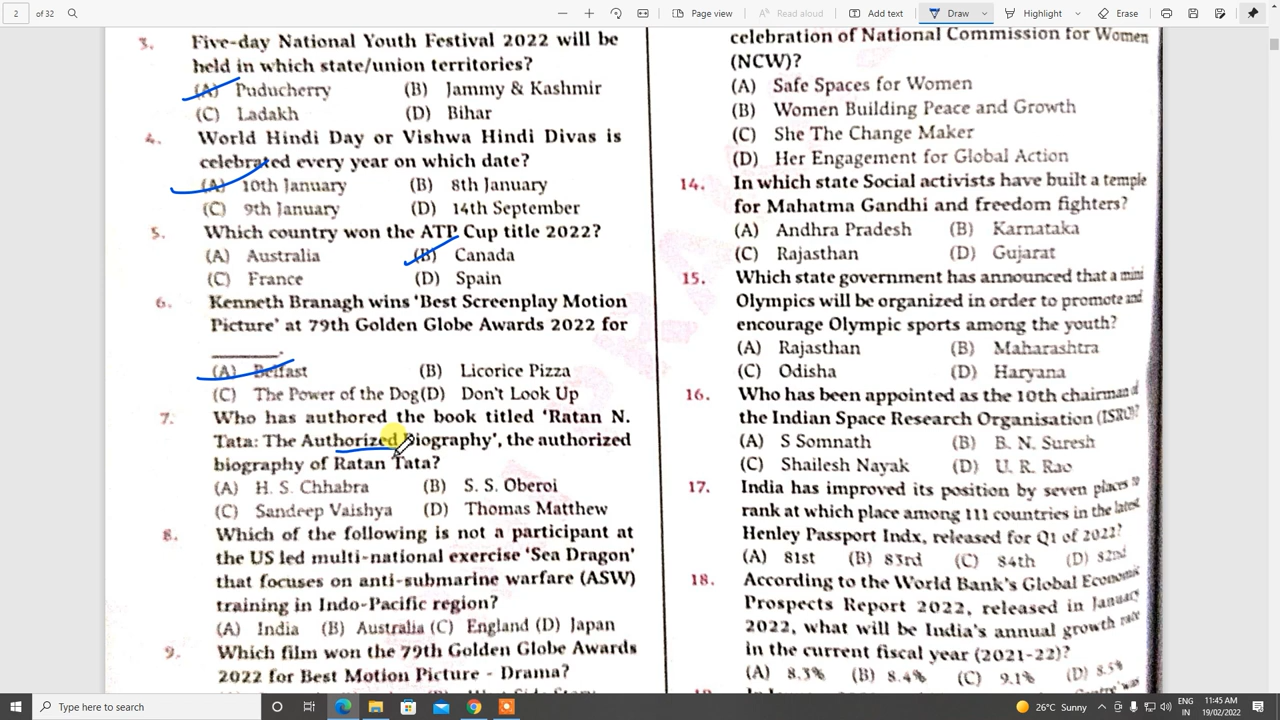 2 of 32
Page view
Read aloud
Add text
Draw
Highlight
Erase
3. Five-day National Youth Festival 2022 will be
held in which state/union territories?
(A) Puducherry (B) Jammy & Kashmir
(C) Ladakh (D) Bihar
4. World Hindi Day or Vishwa Hindi Divas is
celebrated every year on which date?
(A) 10th January (B) 8th January
(C) 9th January (D) 14th September
5. Which country won the ATP Cup title 2022?
(A) Australia (B) Canada
(C) France (D) Spain
6. Kenneth Branagh wins 'Best Screenplay Motion
Picture' at 79th Golden Globe Awards 2022 for
______.
(A) Belfast (B) Licorice Pizza
(C) The Power of the Dog (D) Don't Look Up
7. Who has authored the book titled 'Ratan N.
Tata: The Authorized Biography', the authorized
biography of Ratan Tata?
(A) H. S. Chhabra (B) S. S. Oberoi
(C) Sandeep Vaishya (D) Thomas Matthew
8. Which of the following is not a participant at
the US led multi-national exercise 'Sea Dragon'
that focuses on anti-submarine warfare (ASW)
training in Indo-Pacific region?
(A) India (B) Australia (C) England (D) Japan
9. Which film won the 79th Golden Globe Awards
2022 for Best Motion Picture - Drama?
celebration of National Commission for Women
(NCW)?
(A) Safe Spaces for Women
(B) Women Building Peace and Growth
(C) She The Change Maker
(D) Her Engagement for Global Action
14. In which state Social activists have built a temple
for Mahatma Gandhi and freedom fighters?
(A) Andhra Pradesh (B) Karnataka
(C) Rajasthan (D) Gujarat
15. Which state government has announced that a mini
Olympics will be organized in order to promote and
encourage Olympic sports among the youth?
(A) Rajasthan (B) Maharashtra
(C) Odisha (D) Haryana
16. Who has been appointed as the 10th chairman of
the Indian Space Research Organisation (ISRO)?
(A) S Somnath (B) B. N. Suresh
(C) Shailesh Nayak (D) U. R. Rao
17. India has improved its position by seven places to
rank at which place among 111 countries in the latest
Henley Passport Indx, released for Q1 of 2022?
(A) 81st (B) 83rd (C) 84th (D) 82nd
18. According to the World Bank's Global Economic
Prospects Report 2022, released in January
2022, what will be India's annual growth rate
in the current fiscal year (2021-22)?
(A) 8.3% (B) 8.4% (C) 9.1% (D) 8.5%
Type here to search
26°C Sunny
ENG
IN
11:45 AM
19/02/2022